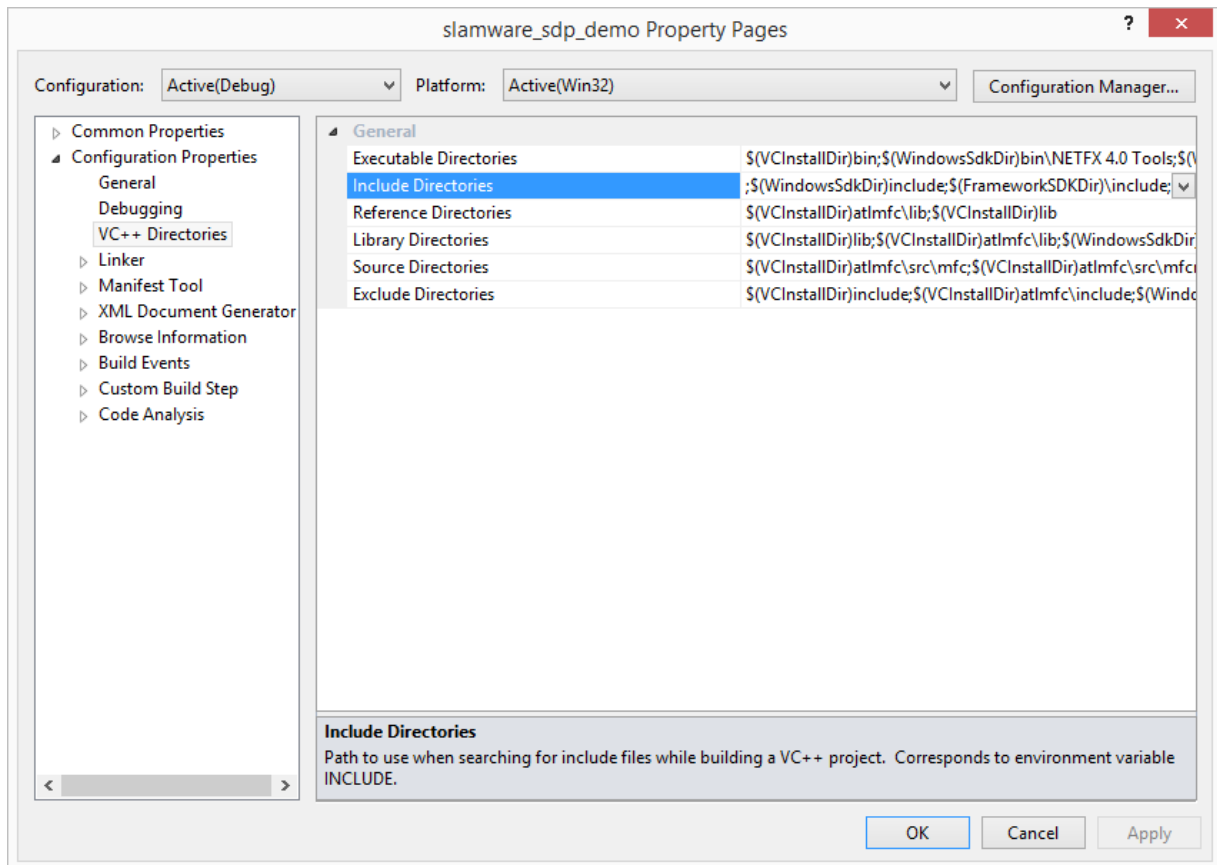 slamware_sdp_demo Property Pages
?
Configuration: Active(Debug) Platform: Active(Win32) Configuration Manager...
Common Properties
Configuration Properties
General
Debugging
VC++ Directories
Linker
Manifest Tool
XML Document Generator
Browse Information
Build Events
Custom Build Step
Code Analysis
General
Executable Directories $(VCInstallDir)bin;$(WindowsSdkDir)bin\NETFX 4.0 Tools;$(
Include Directories ;$(WindowsSdkDir)include;$(FrameworkSDKDir)\include;
Reference Directories $(VCInstallDir)atlmfc\lib;$(VCInstallDir)lib
Library Directories $(VCInstallDir)lib;$(VCInstallDir)atlmfc\lib;$(WindowsSdkDir
Source Directories $(VCInstallDir)atlmfc\src\mfc;$(VCInstallDir)atlmfc\src\mfc
Exclude Directories $(VCInstallDir)include;$(VCInstallDir)atlmfc\include;$(Wind
Include Directories
Path to use when searching for include files while building a VC++ project. Corresponds to environment variable
INCLUDE.
OK Cancel Apply